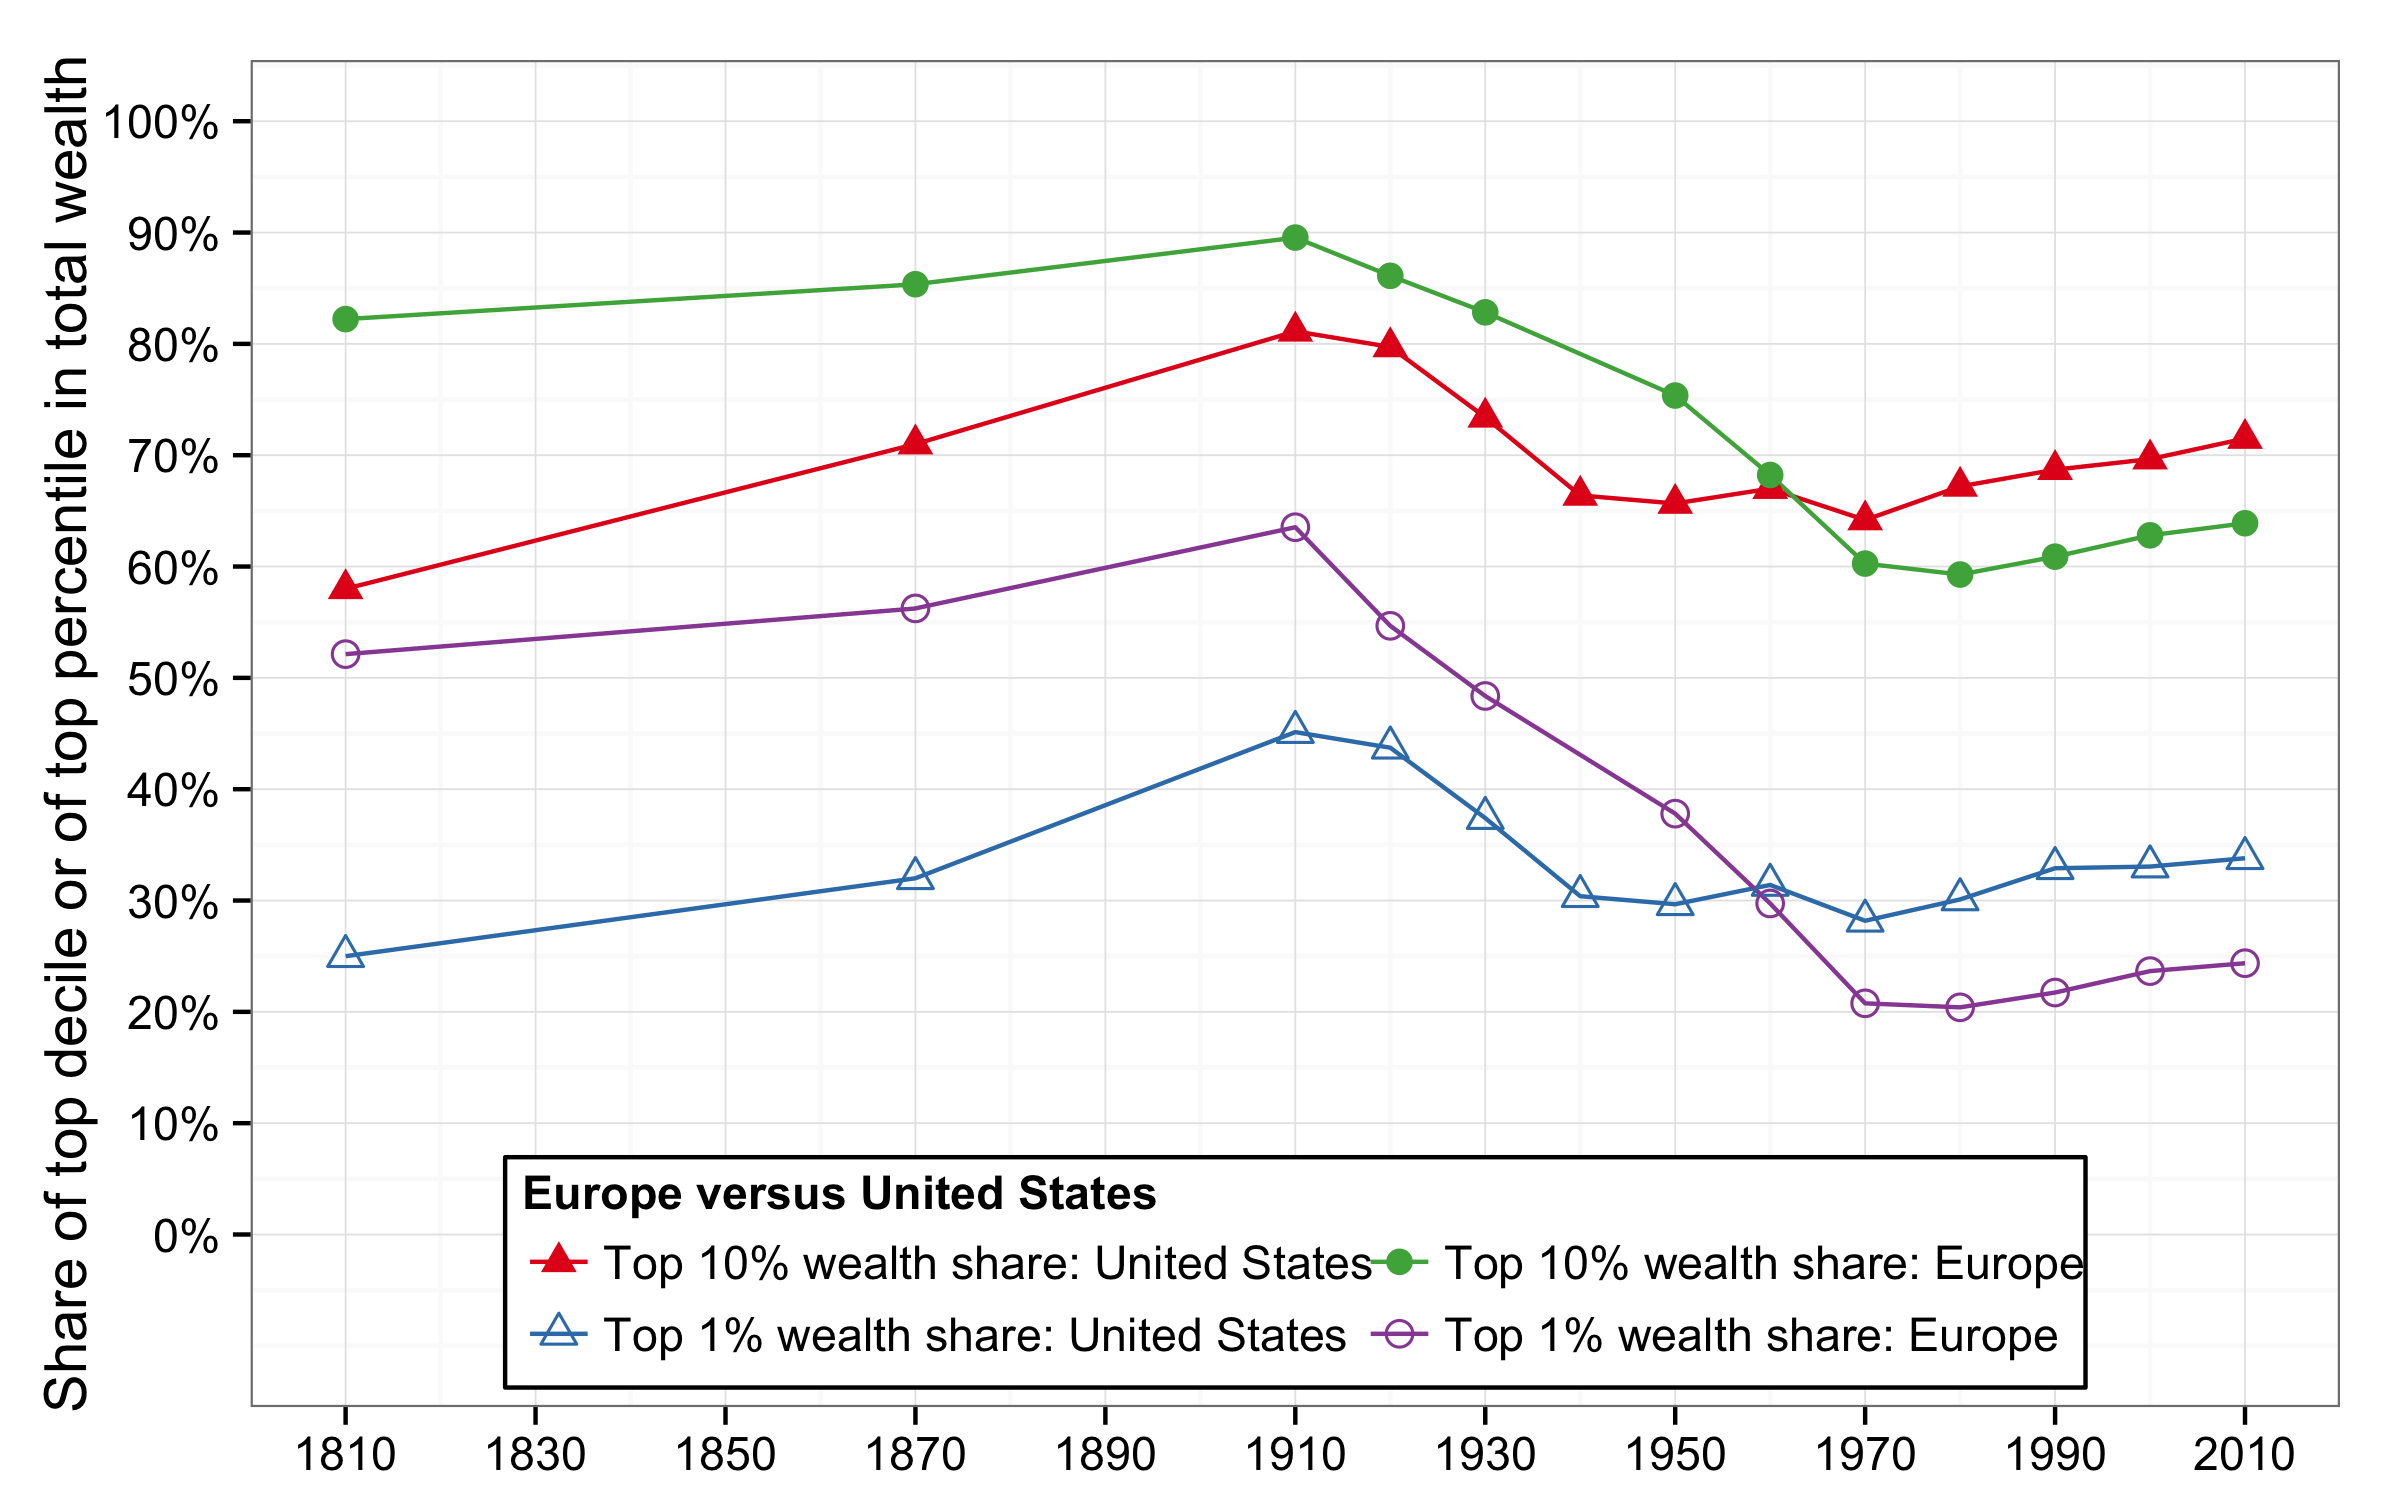 Share of top decile or of top percentile in total wealth
100%
90%
80%
70%
60%
50%
40%
30%
20%
10%
0%
Europe versus United States
Top 10% wealth share: United States Top 10% wealth share: Europe
Top 1% wealth share: United States Top 1% wealth share: Europe
1810 1830 1850 1870 1890 1910 1930 1950 1970 1990 2010